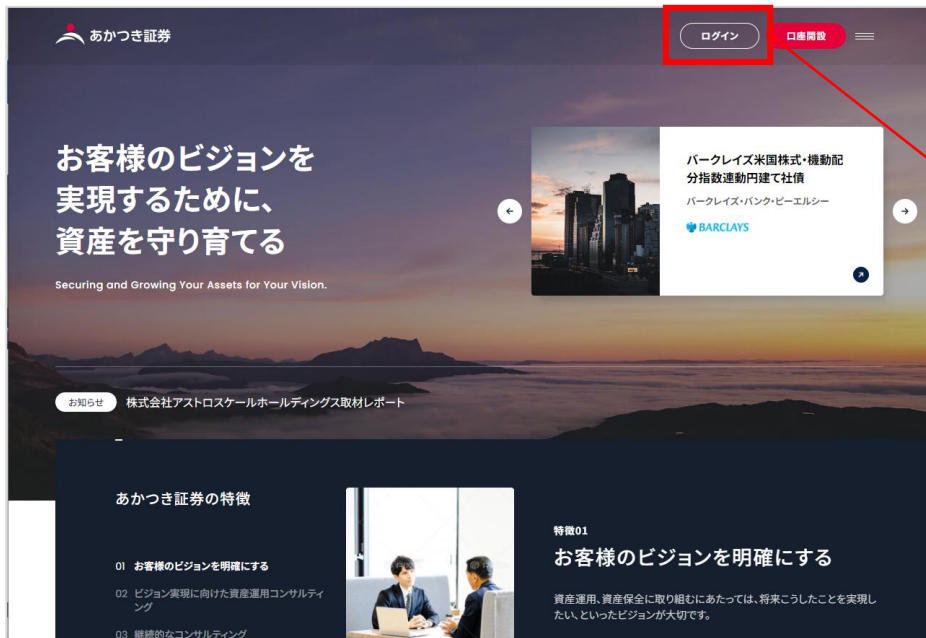 あかつき証券
ログイン
口座開設
お客様のビジョンを
実現するために、
資産を守り育てる
Securing and Growing Your Assets for Your Vision.
バークレイズ米国株式・機動配
分指数連動円建て社債
バークレイズ・バンク・ピーエルシー
BARCLAYS
お知らせ 株式会社アストロスケールホールディングス取材レポート
あかつき証券の特徴
01 お客様のビジョンを明確にする
02 ビジョン実現に向けた資産運用コンサルティ
ング
03 継続的なコンサルティング
特徴01
お客様のビジョンを明確にする
資産運用、資産保全に取り組むにあたっては、将来こうしたことを実現し
たい、といったビジョンが大切です。